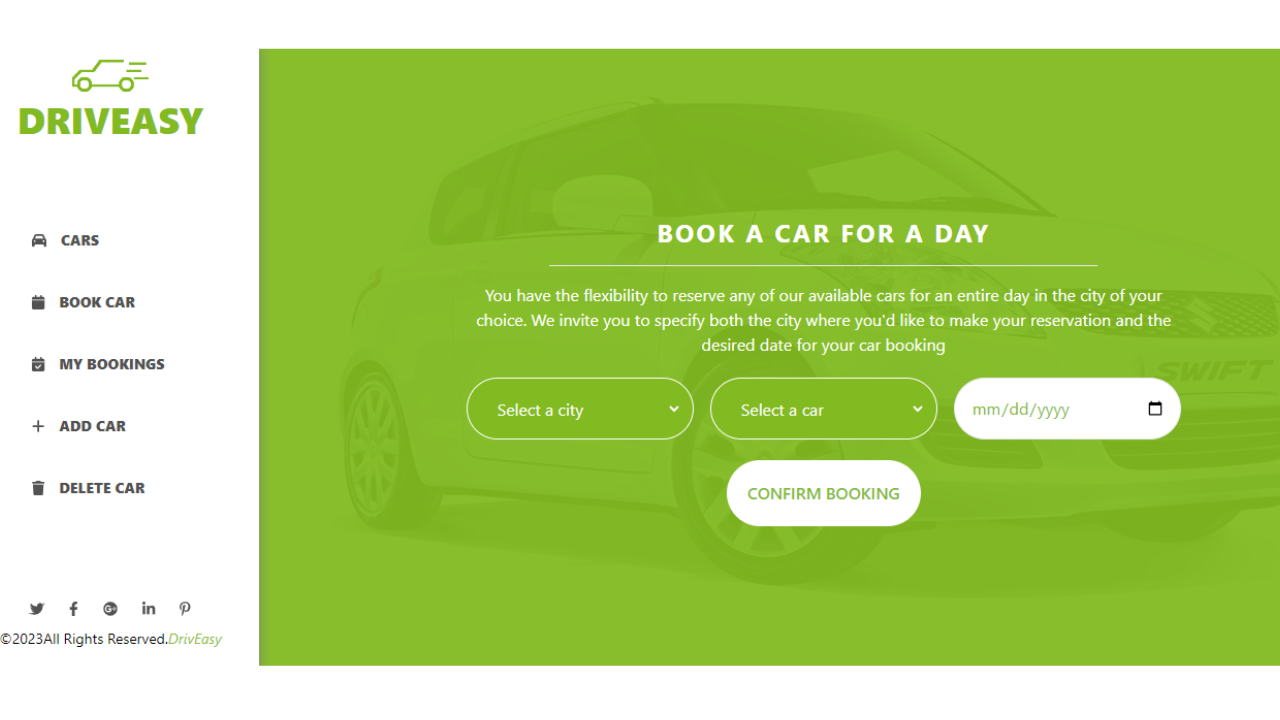 DRIVEASY
CARS
BOOK CAR
MY BOOKINGS
ADD CAR
DELETE CAR
©2023All Rights Reserved.DrivEasy
BOOK A CAR FOR A DAY
You have the flexibility to reserve any of our available cars for an entire day in the city of your
choice. We invite you to specify both the city where you'd like to make your reservation and the
desired date for your car booking
SWIFT
Select a city
Select a car
mm/dd/yyyy
CONFIRM BOOKING